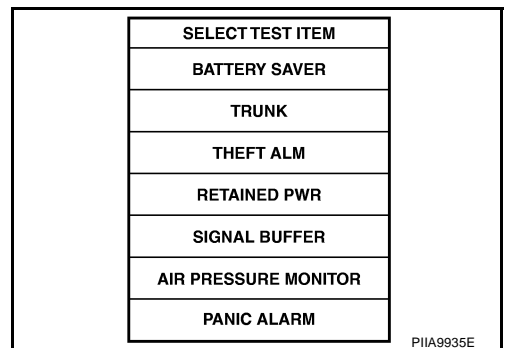 SELECT TEST ITEM
BATTERY SAVER
TRUNK
THEFT ALM
RETAINED PWR
SIGNAL BUFFER
AIR PRESSURE MONITOR
PANIC ALARM
PIIA9935E